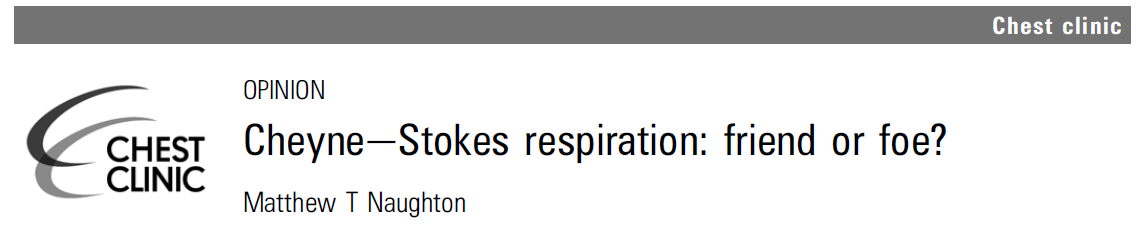 Chest clinic
OPINION
CHEST
CLINIC
Cheyne—Stokes respiration: friend or foe?
Matthew T Naughton